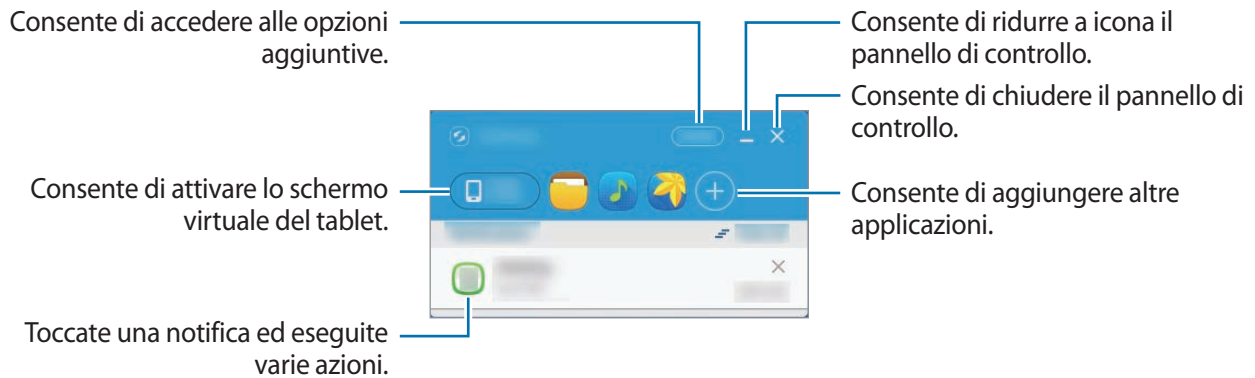 Consente di accedere alle opzioni
aggiuntive.
Consente di ridurre a icona il
pannello di controllo.
Consente di chiudere il pannello di
controllo.
Consente di attivare lo schermo
virtuale del tablet.
Consente di aggiungere altre
applicazioni.
Toccate una notifica ed eseguite
varie azioni.